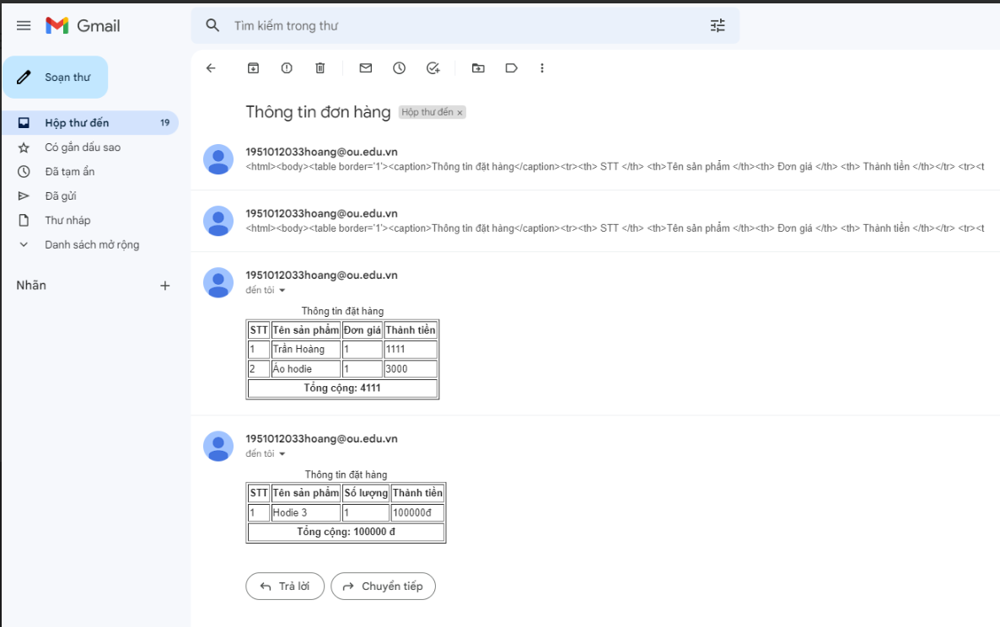 Gmail
Tìm kiếm trong thư
Soạn thư
Hộp thư đến 19
Có gắn dấu sao
Đã tạm ẩn
Đã gửi
Thư nháp
Danh sách mở rộng
Nhãn
Thông tin đơn hàng Hộp thư đến x
1951012033hoang@ou.edu.vn
<html><body><table border='1'><caption>Thông tin đặt hàng</caption><tr><th> STT </th> <th>Tên sản phẩm </th><th> Đơn giá </th> <th> Thành tiền </th></tr> <tr><t
1951012033hoang@ou.edu.vn
<html><body><table border='1'><caption>Thông tin đặt hàng</caption><tr><th> STT </th> <th>Tên sản phẩm </th><th> Đơn giá </th> <th> Thành tiền </th></tr> <tr><t
1951012033hoang@ou.edu.vn
đến tôi
Thông tin đặt hàng
STT Tên sản phẩm Đơn giá Thành tiền
1 Trần Hoàng 1 1111
2 Áo hodie 1 3000
Tổng cộng: 4111
1951012033hoang@ou.edu.vn
đến tôi
Thông tin đặt hàng
STT Tên sản phẩm Số lượng Thành tiền
1 Hodie 3 1 100000đ
Tổng cộng: 100000 đ
Trả lời Chuyển tiếp